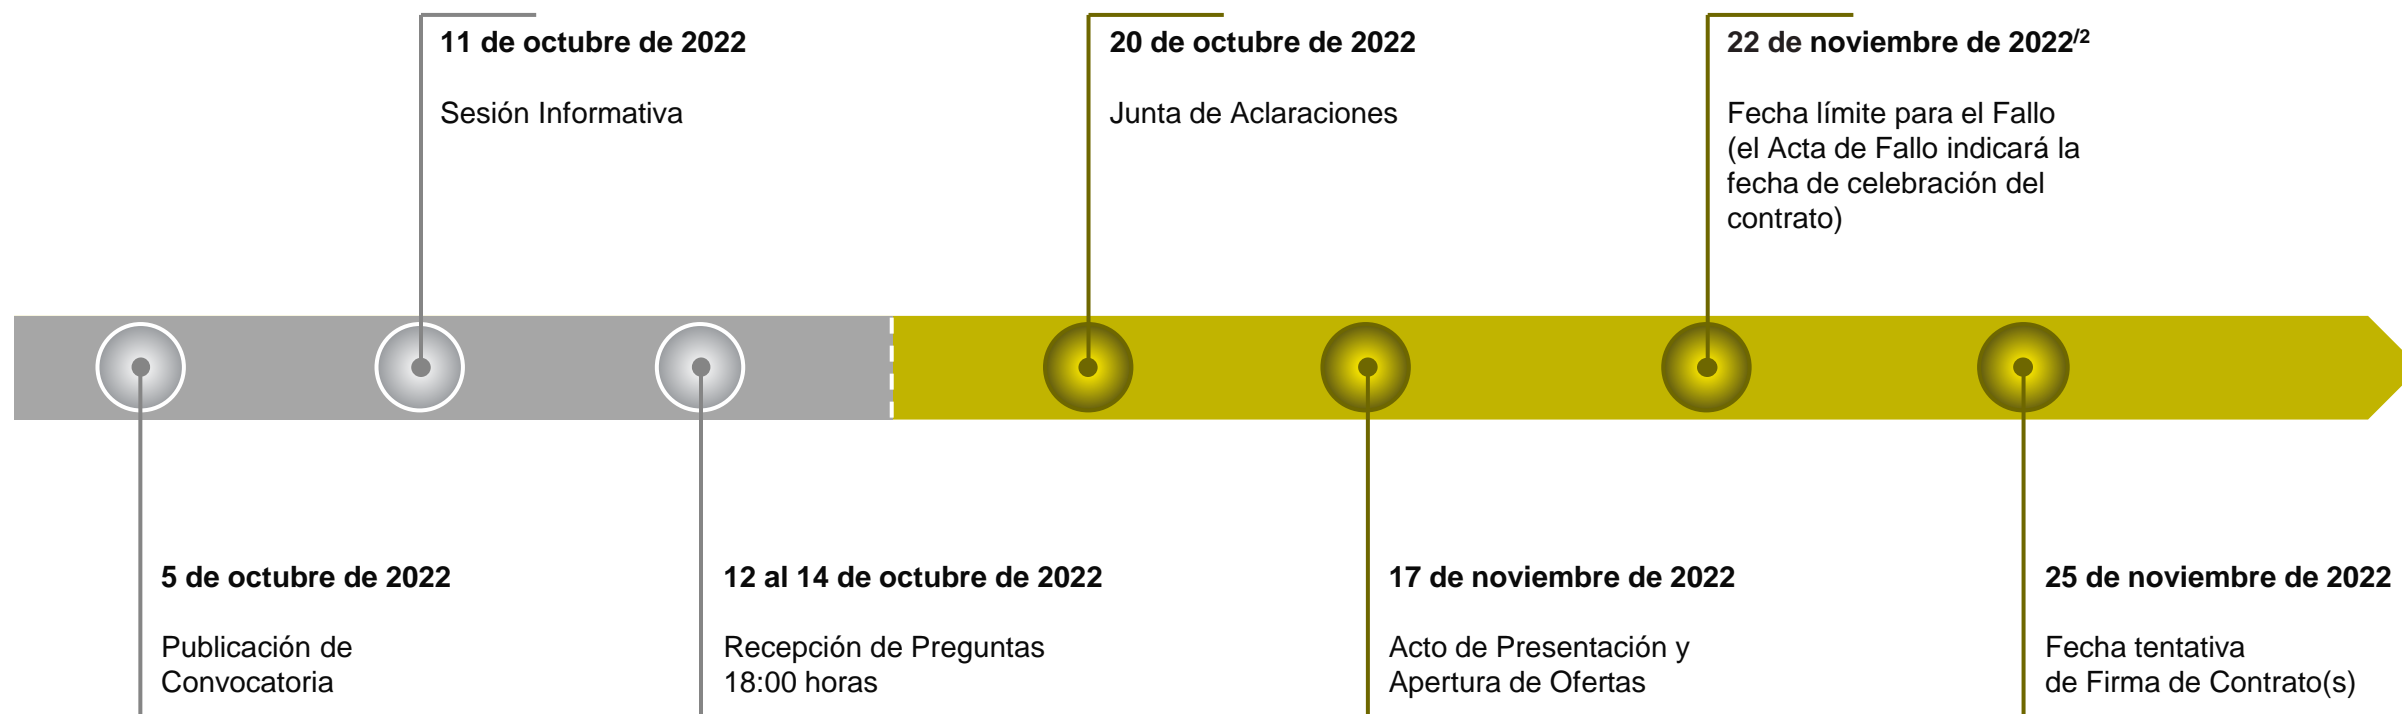 11 de octubre de 2022
Sesión Informativa
20 de octubre de 2022
Junta de Aclaraciones
22 de noviembre de 2022/2
Fecha límite para el Fallo
(el Acta de Fallo indicará la
fecha de celebración del
contrato)
5 de octubre de 2022
Publicación de
Convocatoria
12 al 14 de octubre de 2022
Recepción de Preguntas
18:00 horas
17 de noviembre de 2022
Acto de Presentación y
Apertura de Ofertas
25 de noviembre de 2022
Fecha tentativa
de Firma de Contrato(s)